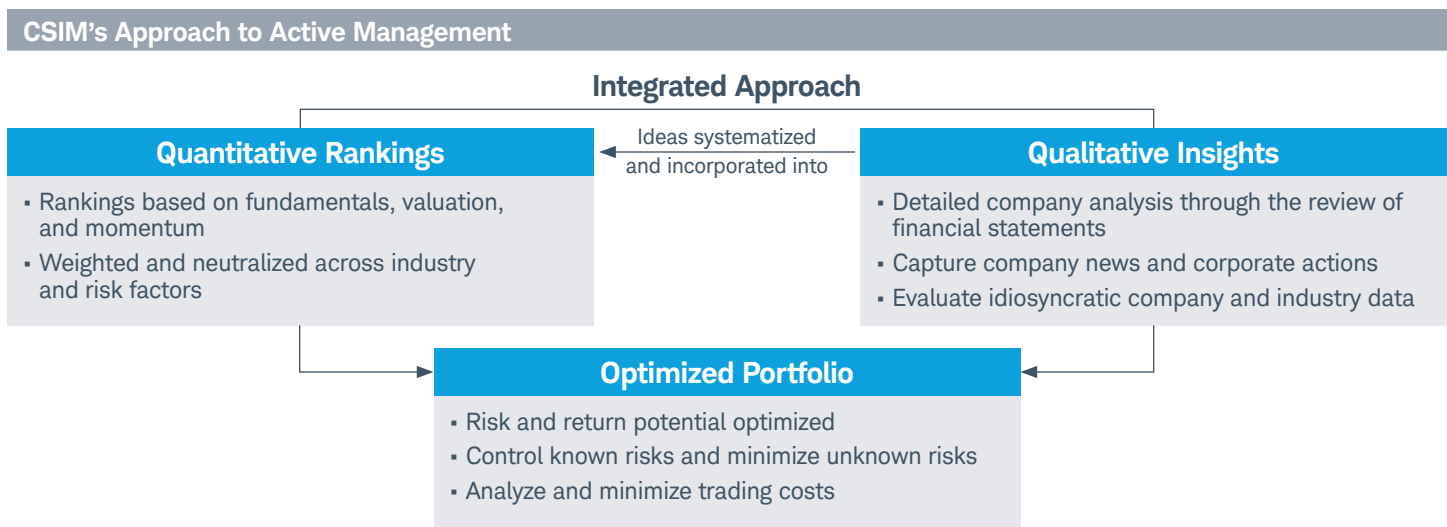 CSIM's Approach to Active Management
Integrated Approach
Quantitative Rankings
▪ Rankings based on fundamentals, valuation,
and momentum
▪ Weighted and neutralized across industry
and risk factors
Ideas systematized
and incorporated into
Qualitative Insights
▪ Detailed company analysis through the review of
financial statements
▪ Capture company news and corporate actions
▪ Evaluate idiosyncratic company and industry data
Optimized Portfolio
▪ Risk and return potential optimized
▪ Control known risks and minimize unknown risks
▪ Analyze and minimize trading costs